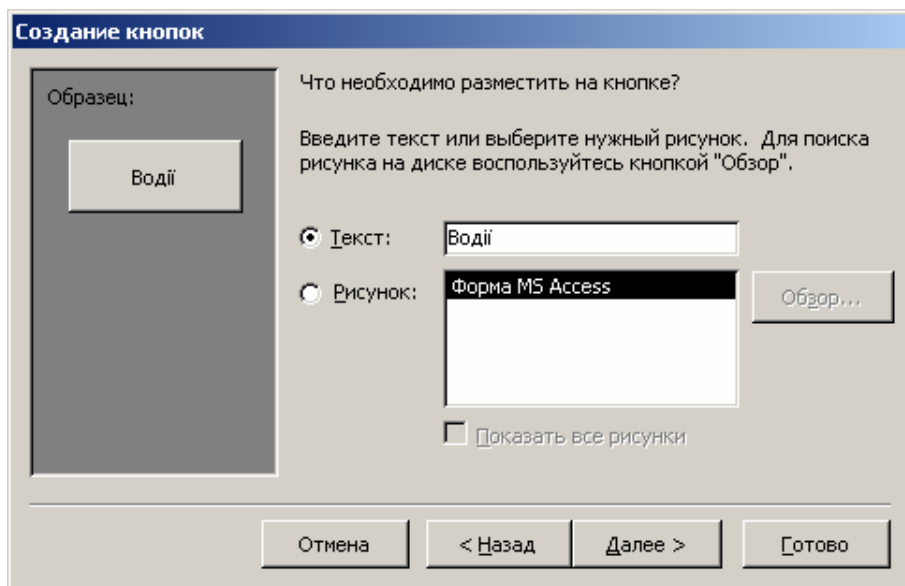 Создание кнопок
Образец:
Водії
Что необходимо разместить на кнопке?
Введите текст или выберите нужный рисунок. Для поиска
рисунка на диске воспользуйтесь кнопкой "Обзор".
Текст:
Водії
Рисунок:
Форма MS Access
Обзор...
Показать все рисунки
Отмена
< Назад
Далее >
Готово